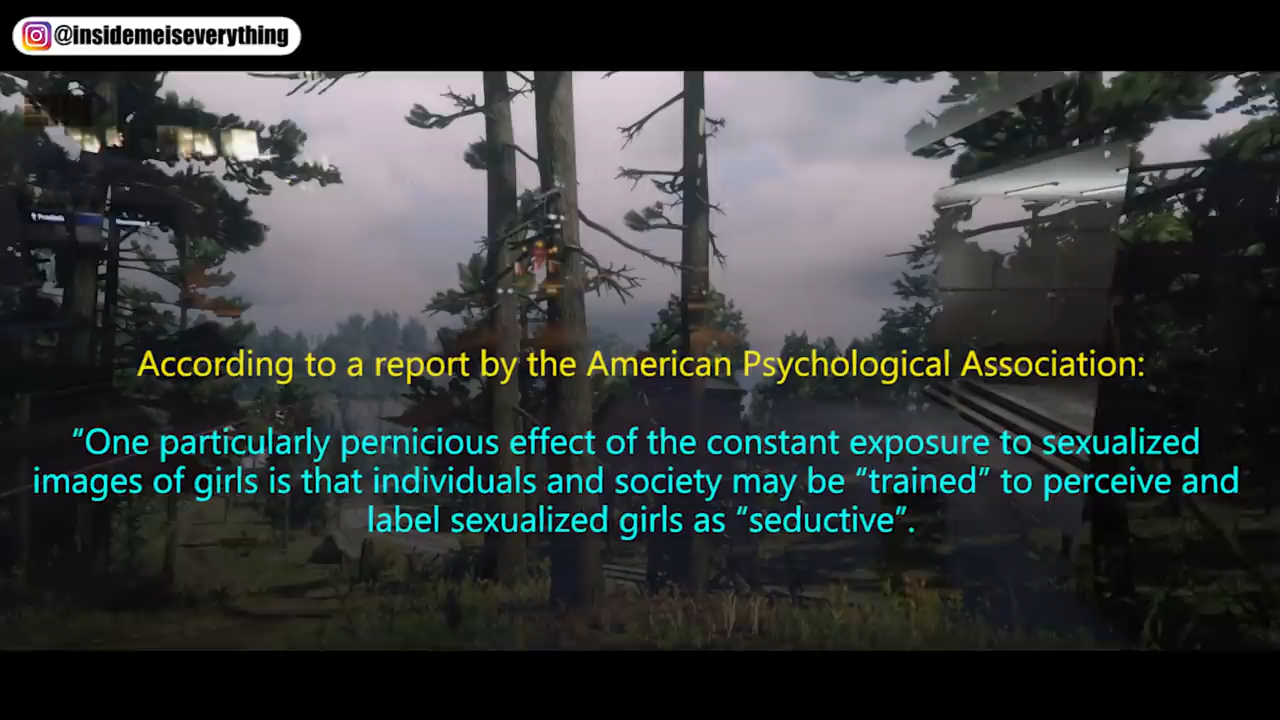 @insidemeiseverything
According to a report by the American Psychological Association:
“One particularly pernicious effect of the constant exposure to sexualized
images of girls is that individuals and society may be “trained” to perceive and
label sexualized girls as “seductive”.